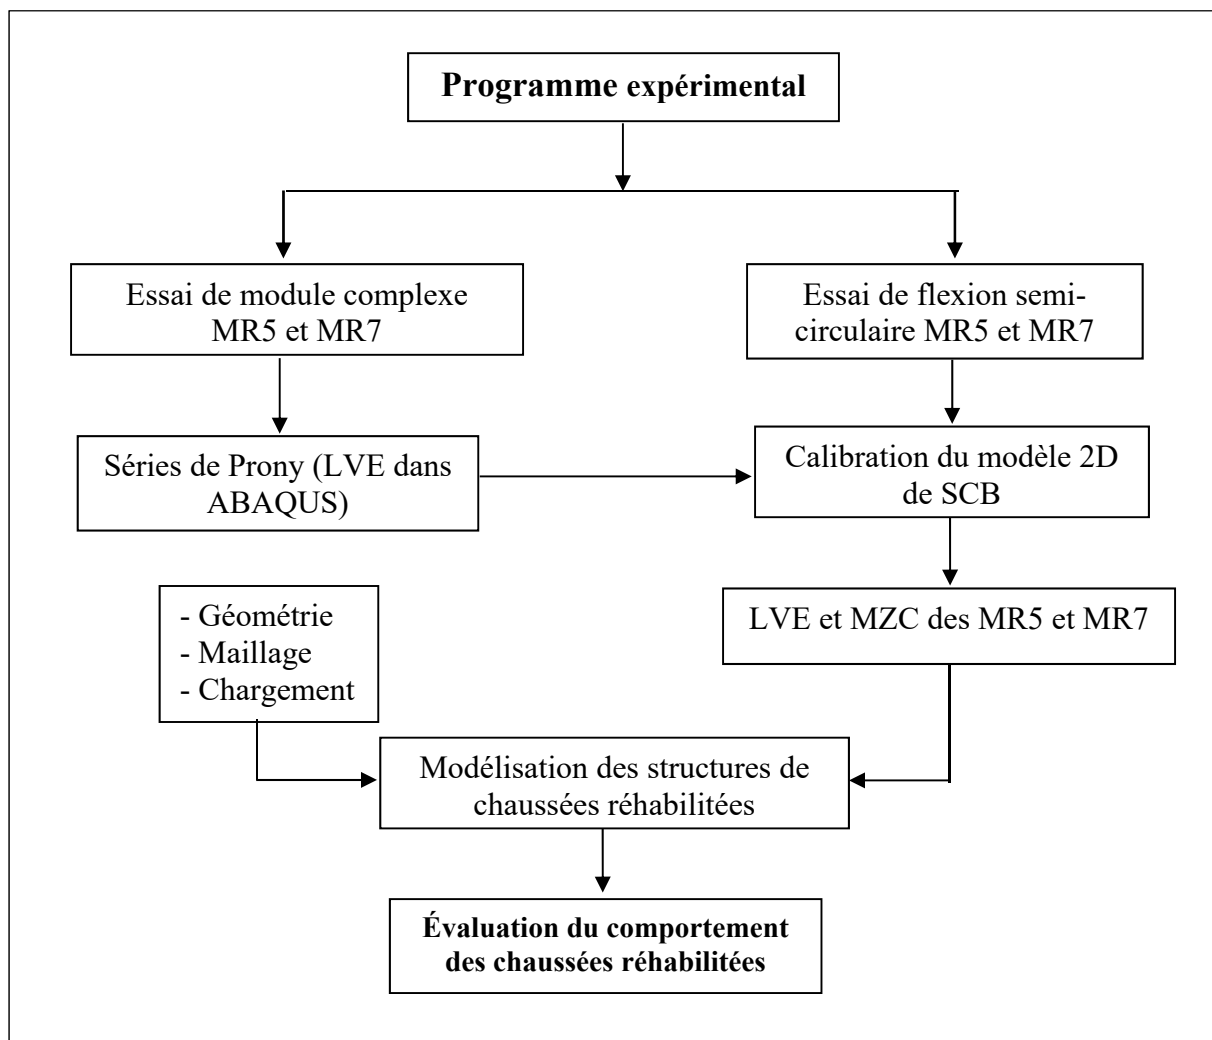 Programme expérimental
Essai de module complexe
MR5 et MR7
Essai de flexion semi-
circulaire MR5 et MR7
Séries de Prony (LVE dans
ABAQUS)
Calibration du modèle 2D
de SCB
- Géométrie
- Maillage
- Chargement
LVE et MZC des MR5 et MR7
Modélisation des structures de
chaussées réhabilitées
Évaluation du comportement
des chaussées réhabilitées